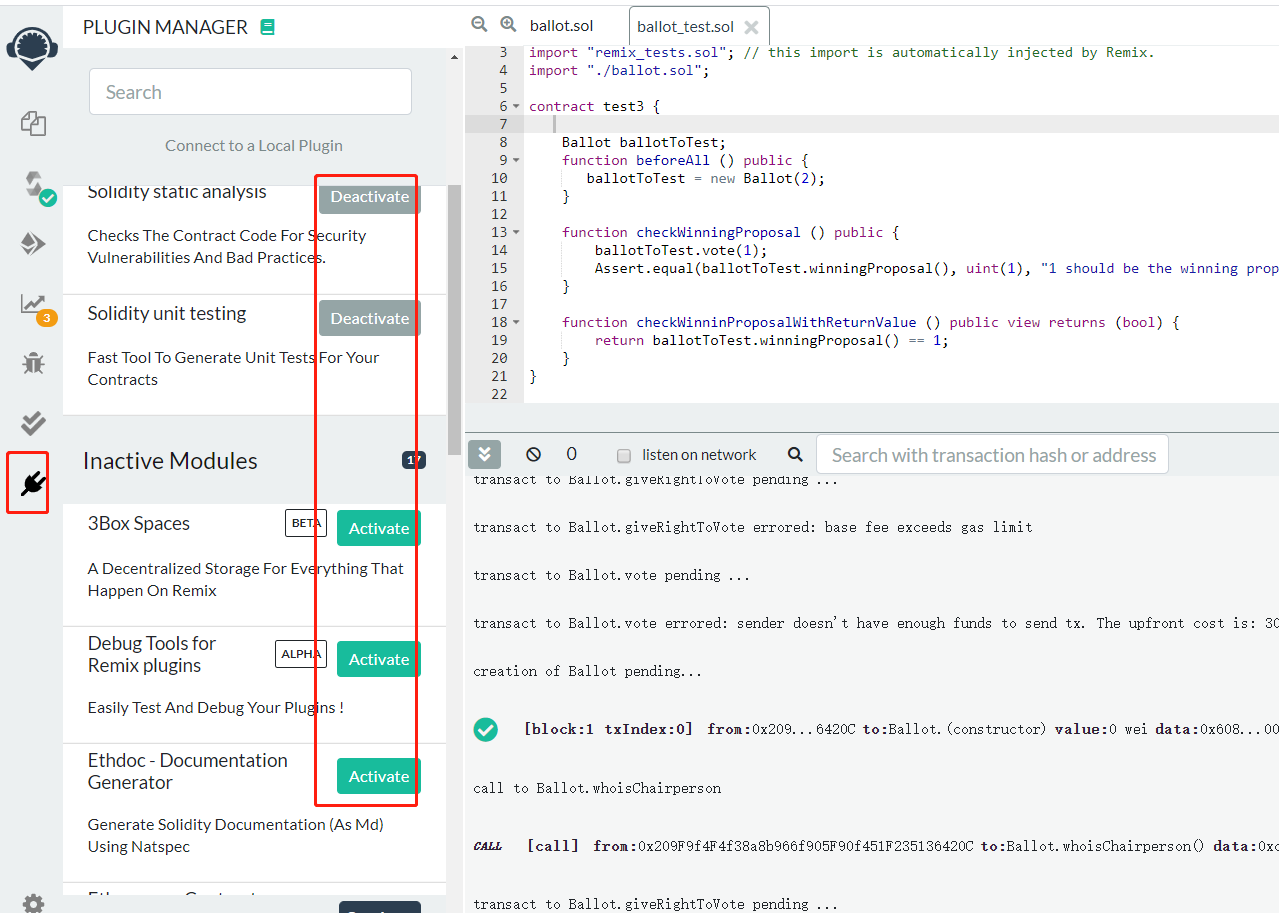 PLUGIN MANAGER
Search
Connect to a Local Plugin
Solidity static analysis
Deactivate
Checks The Contract Code For Security
Vulnerabilities And Bad Practices.
Solidity unit testing
Deactivate
Fast Tool To Generate Unit Tests For Your
Contracts
Inactive Modules
17
3Box Spaces
BETA
Activate
A Decentralized Storage For Everything That
Happen On Remix
Debug Tools for
Remix plugins
ALPHA
Activate
Easily Test And Debug Your Plugins !
Ethdoc - Documentation
Generator
Activate
Generate Solidity Documentation (As Md)
Using Natspec
3
ballot.sol
ballot_test.sol
3 import "remix_tests.sol"; // this import is automatically injected by Remix.
4 import "./ballot.sol";
5
6 contract test3 {
7
8 Ballot ballotToTest;
9 function beforeAll () public {
10 ballotToTest = new Ballot(2);
11 }
12
13 function checkWinningProposal () public {
14 ballotToTest.vote(1);
15 Assert.equal(ballotToTest.winningProposal(), uint(1), "1 should be the winning prop
16 }
17
18 function checkWinninProposalWithReturnValue () public view returns (bool) {
19 return ballotToTest.winningProposal() == 1;
20 }
21 }
22
0
listen on network
Search with transaction hash or address
transact to Ballot.giveRightToVote pending ...
transact to Ballot.giveRightToVote errored: base fee exceeds gas limit
transact to Ballot.vote pending ...
transact to Ballot.vote errored: sender doesn't have enough funds to send tx. The upfront cost is: 30
creation of Ballot pending...
[block:1 txIndex:0] from:0x209...6420C to:Ballot.(constructor) value:0 wei data:0x608...00
call to Ballot.whoisChairperson
CALL [call] from:0x209F9f4F4f38a8b966f905F90f451F235136420C to:Ballot.whoisChairperson() data:0xc
transact to Ballot.giveRightToVote pending ...